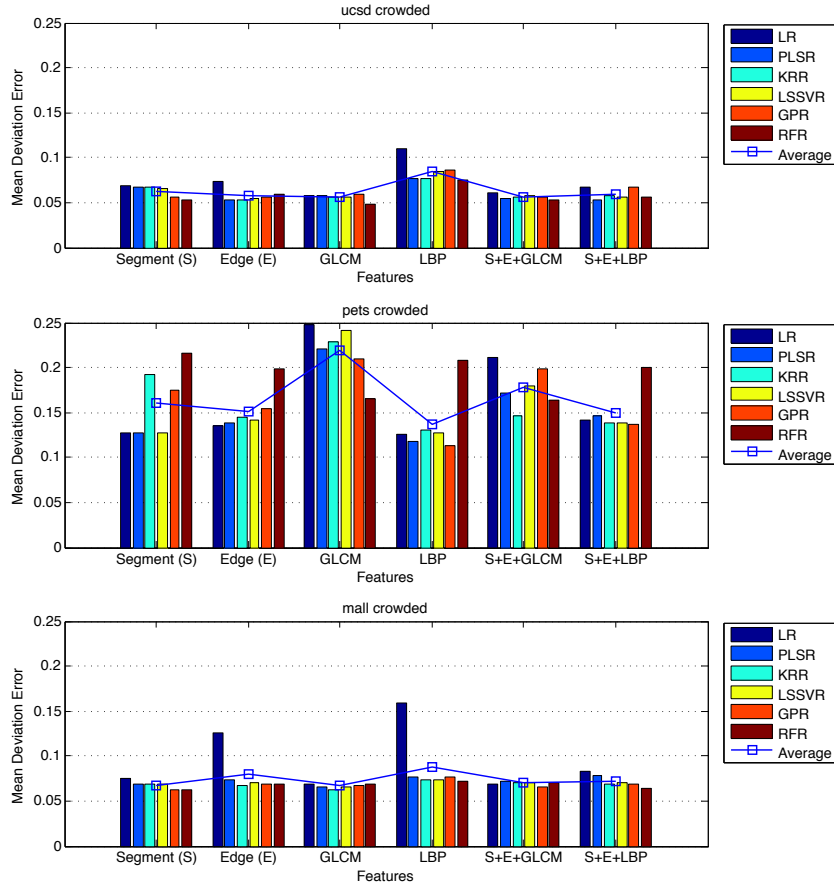 ucsd crowded
0.25
0.2
0.15
0.1
0.05
0
Mean Deviation Error
Segment (S) Edge (E) GLCM LBP S+E+GLCM S+E+LBP
Features
LR
PLSR
KRR
LSSVR
GPR
RFR
Average
pets crowded
0.25
0.2
0.15
0.1
0.05
0
Mean Deviation Error
Segment (S) Edge (E) GLCM LBP S+E+GLCM S+E+LBP
Features
LR
PLSR
KRR
LSSVR
GPR
RFR
Average
mall crowded
0.25
0.2
0.15
0.1
0.05
0
Mean Deviation Error
Segment (S) Edge (E) GLCM LBP S+E+GLCM S+E+LBP
Features
LR
PLSR
KRR
LSSVR
GPR
RFR
Average